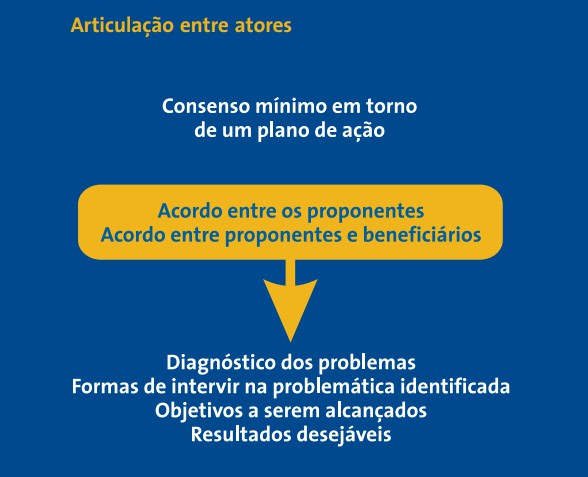 Articulação entre atores
Consenso mínimo em torno
de um plano de ação
Acordo entre os proponentes
Acordo entre proponentes e beneficiários
Diagnóstico dos problemas
Formas de intervir na problemática identificada
Objetivos a serem alcançados
Resultados desejáveis